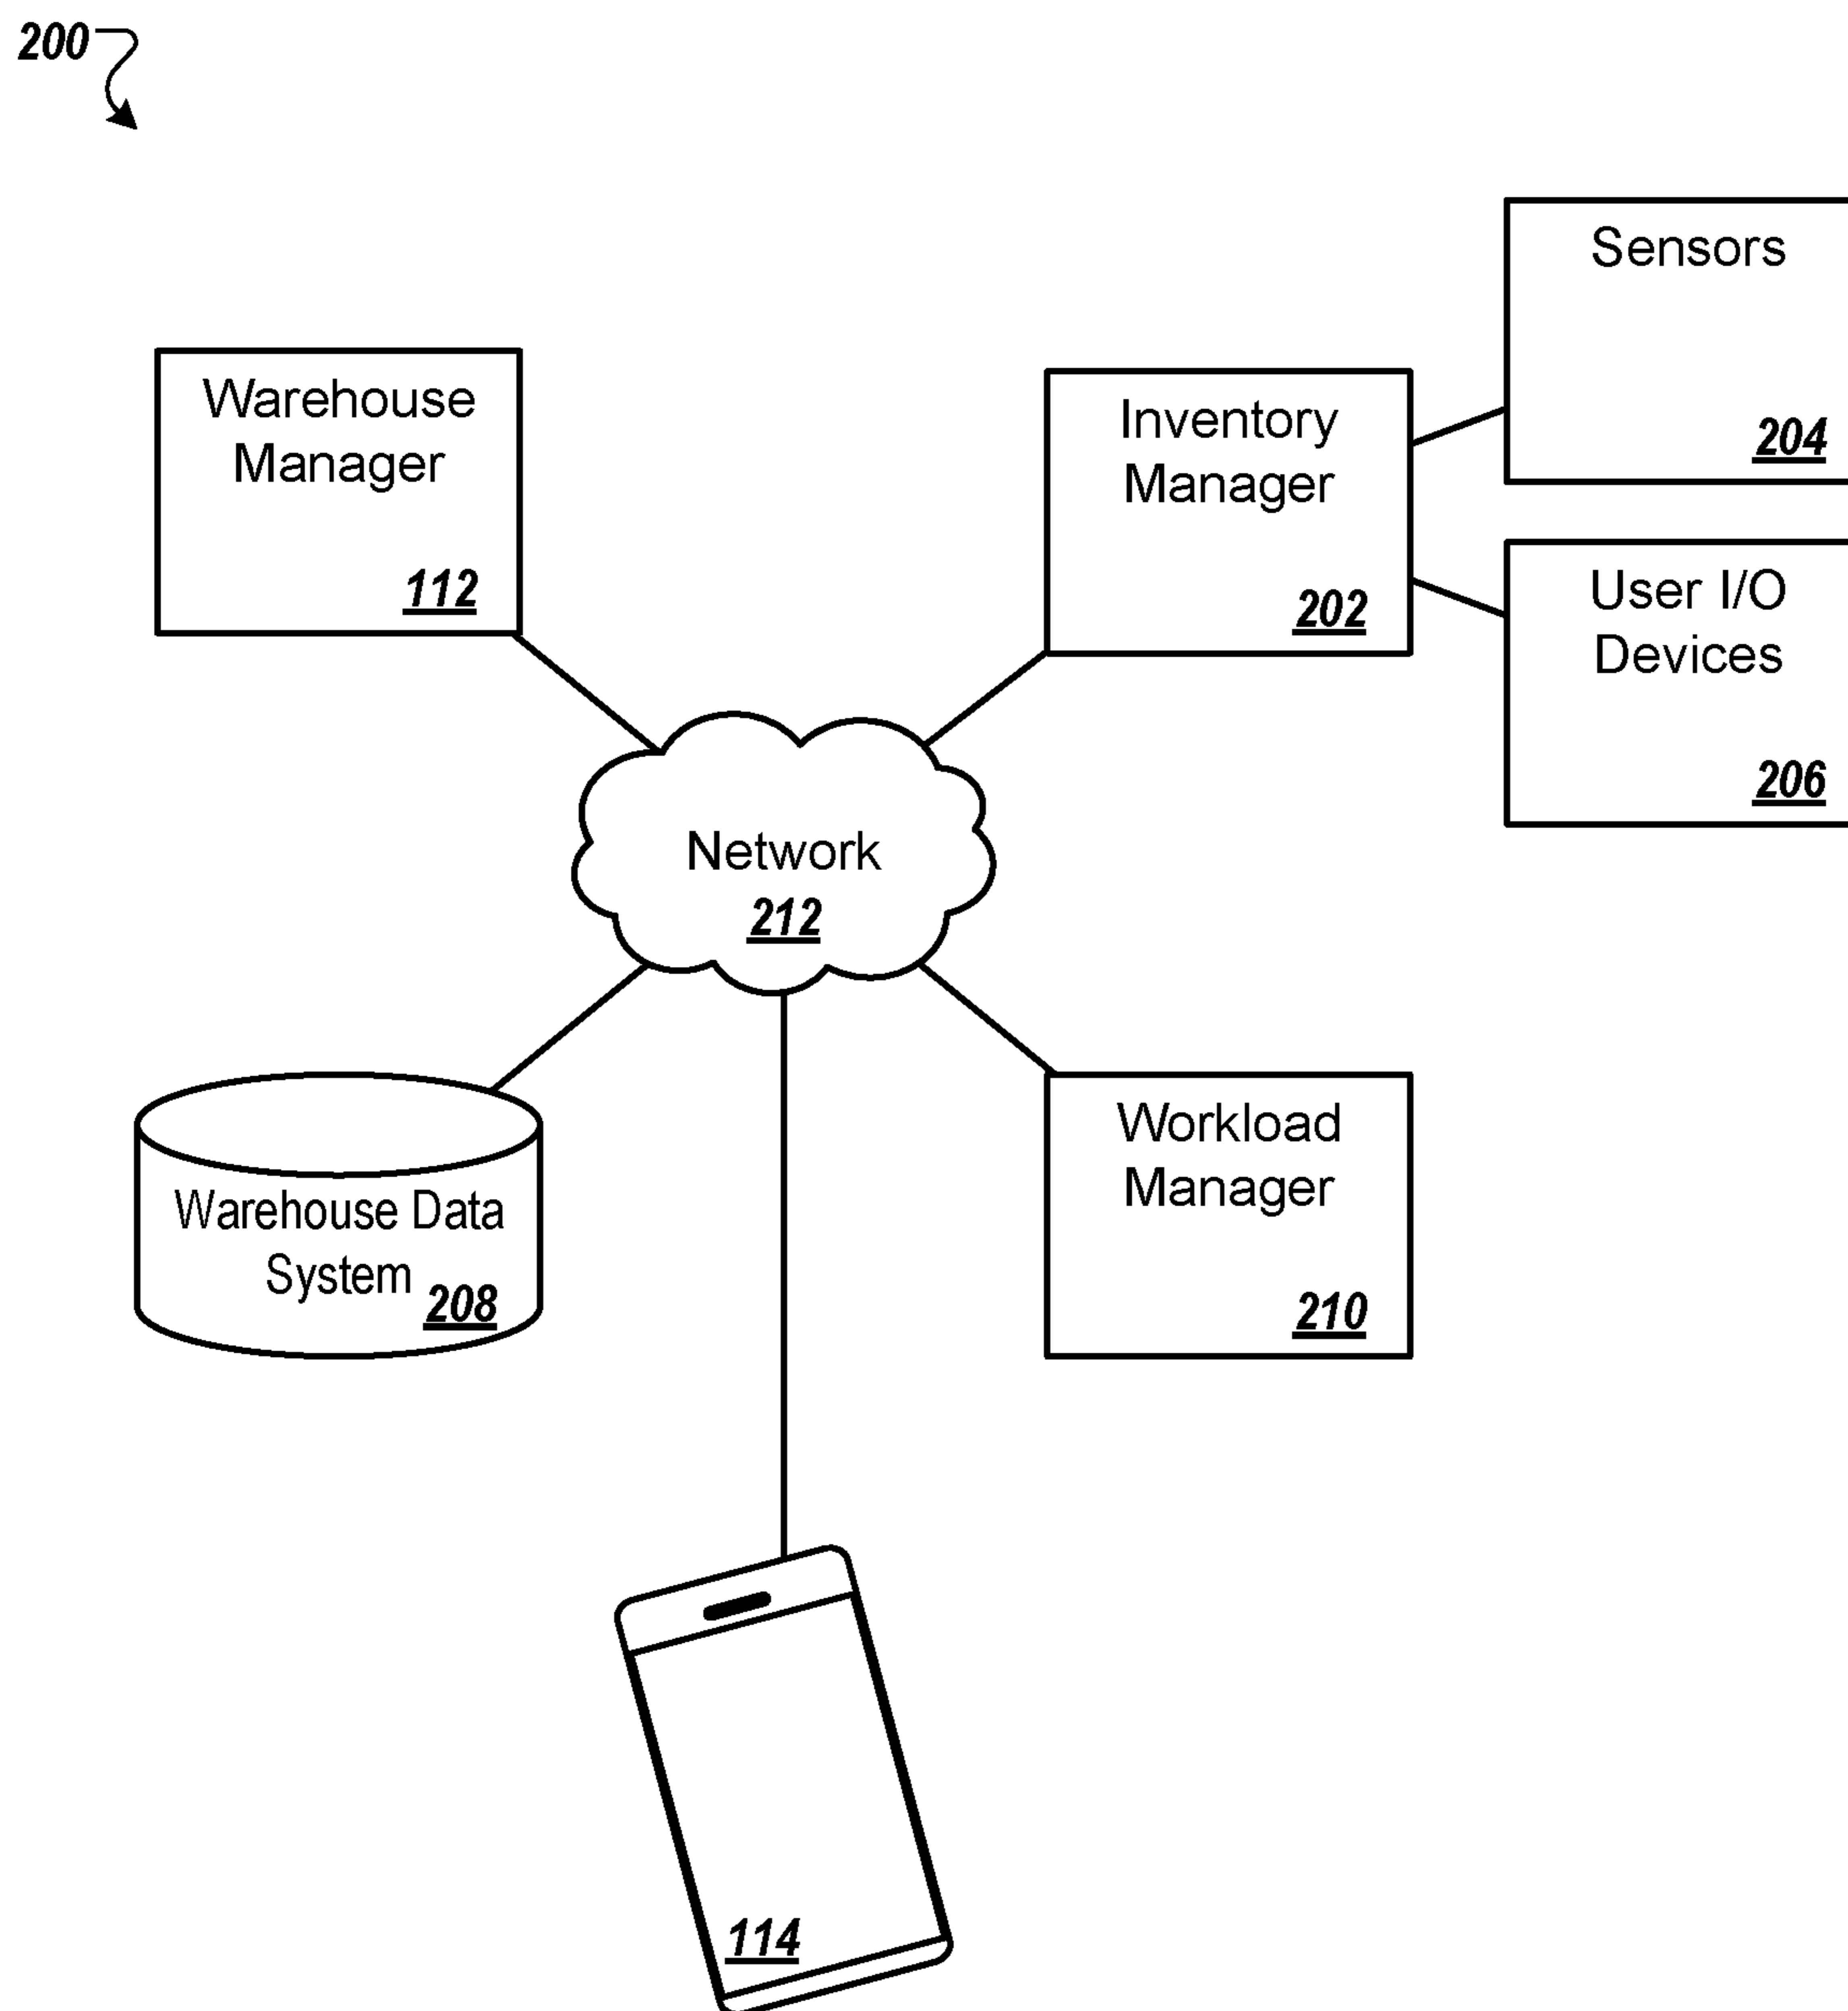 200
Sensors
204
Warehouse
Manager
112
Inventory
Manager
202
User I/O
Devices
206
Network
212
Warehouse Data
System
208
Workload
Manager
210
114